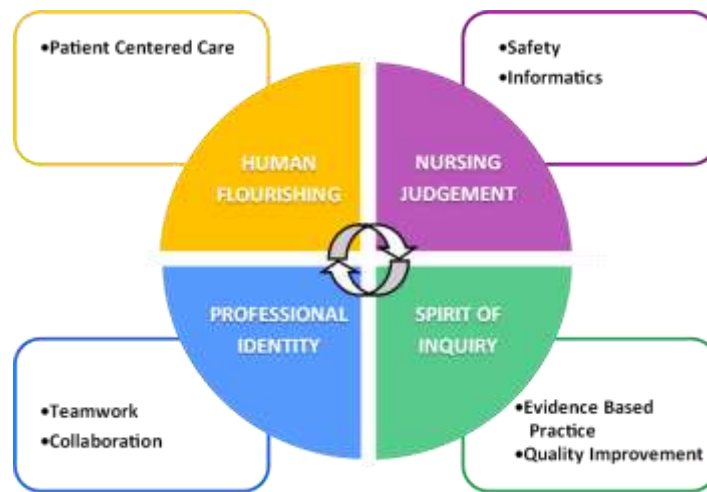 •Patient Centered Care
•Safety
•Informatics
HUMAN
FLOURISHING
NURSING
JUDGEMENT
PROFESSIONAL
IDENTITY
SPIRIT OF
INQUIRY
•Teamwork
•Collaboration
•Evidence Based
Practice
•Quality Improvement